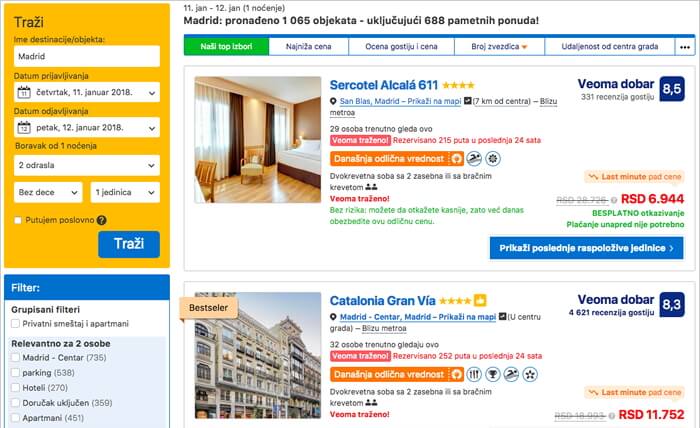 Traži
Ime destinacije/objekta:
Madrid
Datum prijavljivanja
11 četvrtak, 11. januar 2018.
Datum odjavljivanja
12 petak, 12. januar 2018.
Boravak od 1 noćenja
2 odrasla
Bez dece 1 jedinica
Putujem poslovno ?
Traži
Filter:
Grupisani filteri
Privatni smeštaj i apartmani
Relevantno za 2 osobe
Madrid - Centar (735)
parking (538)
Hoteli (270)
Doručak uključen (359)
Apartmani (451)
11. jan - 12. jan (1 noćenje)
Madrid: pronađeno 1 065 objekata - uključujući 688 pametnih ponuda!
Naši top izbori Najniža cena Ocena gostiju i cena Broj zvezdica Udaljenost od centra grada •••
Sercotel Alcalá 611
San Blas, Madrid – Prikaži na mapi (7 km od centra) – Blizu
metroa
29 osoba trenutno gleda ovo
Veoma traženo! Rezervisano 215 puta u poslednja 24 sata
Današnja odlična vrednost
Dvokrevetna soba sa 2 zasebna ili sa bračnim
krevetom
Veoma traženo!
Bez rizika: možete da otkažete kasnije, zato već danas
obezbedite ovu odličnu cenu.
Veoma dobar 8,5
331 recenzija gostiju
Last minute pad cene
RSD 28.726 RSD 6.944
BESPLATNO otkazivanje
Plaćanje unapred nije potrebno
Prikaži poslednje raspoložive jedinice
Bestseler
Catalonia Gran Vía
Madrid - Centar, Madrid – Prikaži na mapi (U centru
grada) – Blizu metroa
32 osobe trenutno gledaju ovo
Veoma traženo! Rezervisano 252 puta u poslednja 24 sata
Današnja odlična vrednost
Dvokrevetna soba sa 2 zasebna ili sa bračnim
krevetom
Veoma traženo!
Veoma dobar 8,3
4 621 recenzija gostiju
Last minute pad cene
RSD 18.993 RSD 11.752